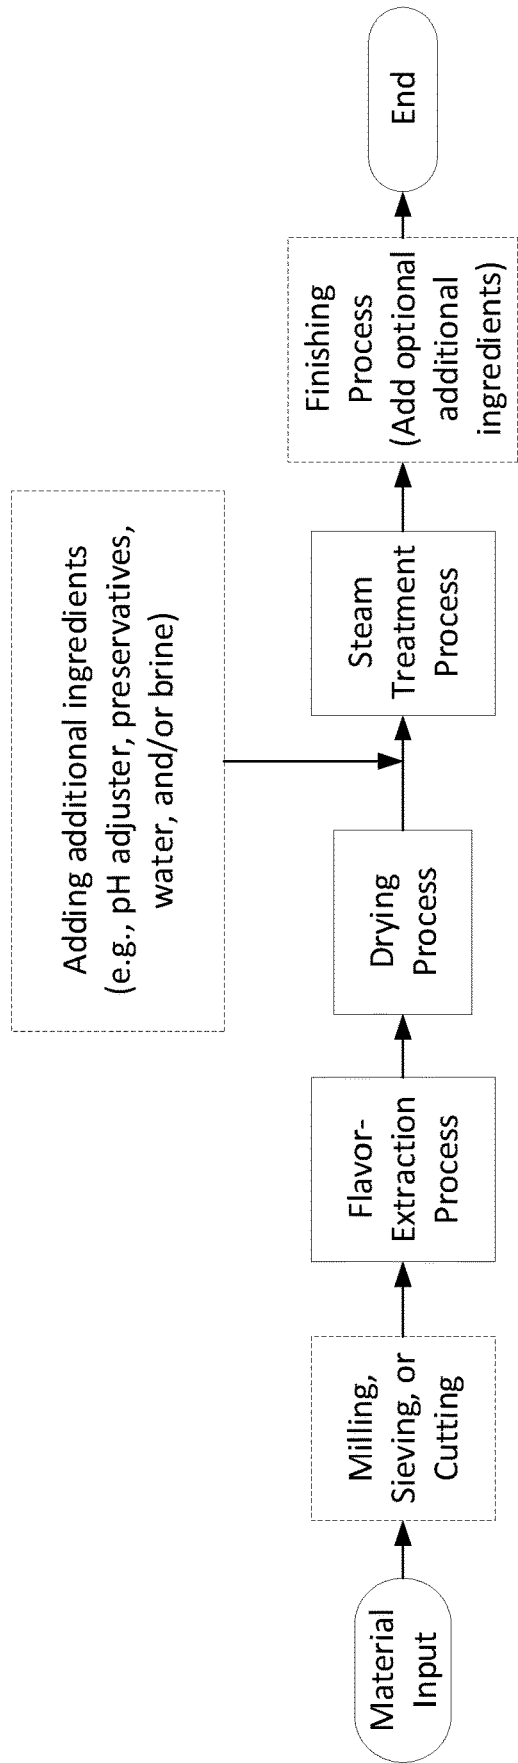 Adding additional ingredients
(e.g., pH adjuster, preservatives,
water, and/or brine)
Material
Input
Milling,
Sieving, or
Cutting
Flavor-
Extraction
Process
Drying
Process
Steam
Treatment
Process
Finishing
Process
(Add optional
additional
ingredients)
End